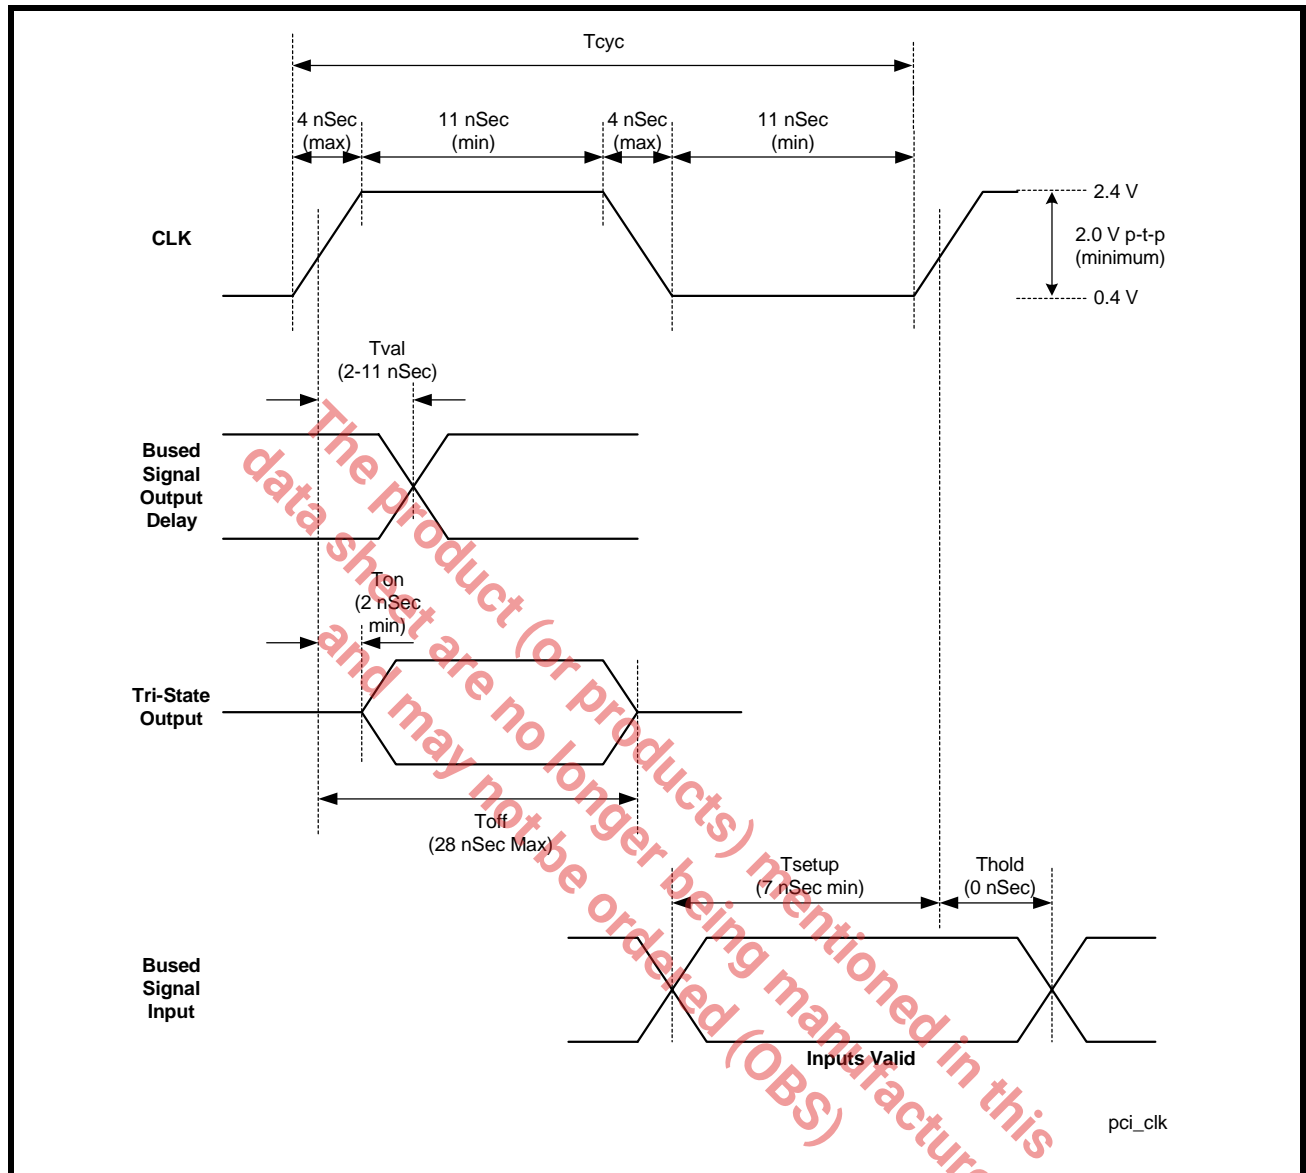 Tcyc
4 nSec
(max)
11 nSec
(min)
4 nSec
(max)
11 nSec
(min)
CLK
2.4 V
2.0 V p-t-p
(minimum)
0.4 V
Tval
(2-11 nSec)
Bused
Signal
Output
Delay
Ton
(2 nSec
min)
Tri-State
Output
Toff
(28 nSec Max)
Tsetup
(7 nSec min)
Thold
(0 nSec)
Bused
Signal
Input
Inputs Valid
pci_clk
The product (or products) mentioned in this
data sheet are no longer being manufacture
and may not be ordered (OBS)